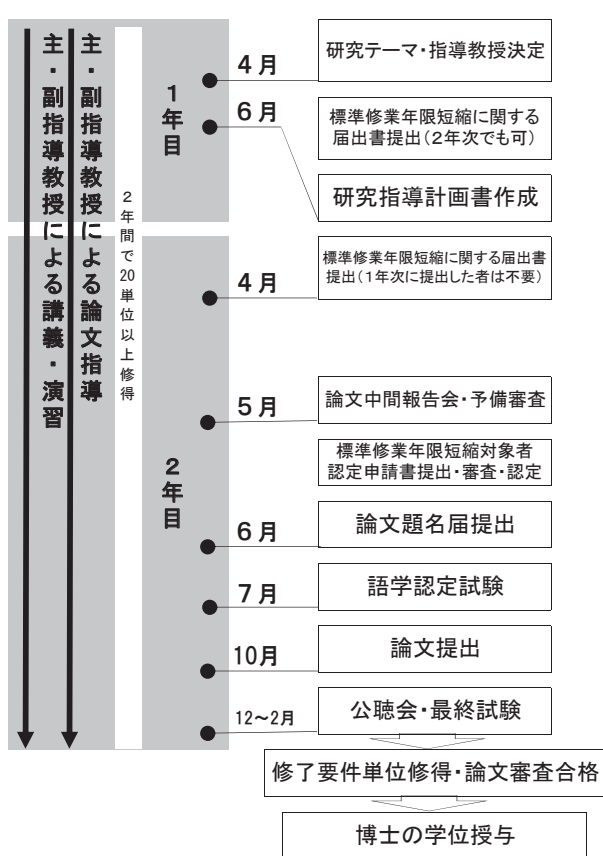 主・副指導教授による講義・演習
主・副指導教授による論文指導
2年間で20単位以上修得
1年目
4月
研究テーマ・指導教授決定
6月
標準修業年限短縮に関する
届出書提出(2年次でも可)
研究指導計画書作成
2年目
4月
標準修業年限短縮に関する届出書
提出(1年次に提出した者は不要)
5月
論文中間報告会・予備審査
標準修業年限短縮対象者
認定申請書提出・審査・認定
6月
論文題名届提出
7月
語学認定試験
10月
論文提出
12〜2月
公聴会・最終試験
修了要件単位修得・論文審査合格
博士の学位授与